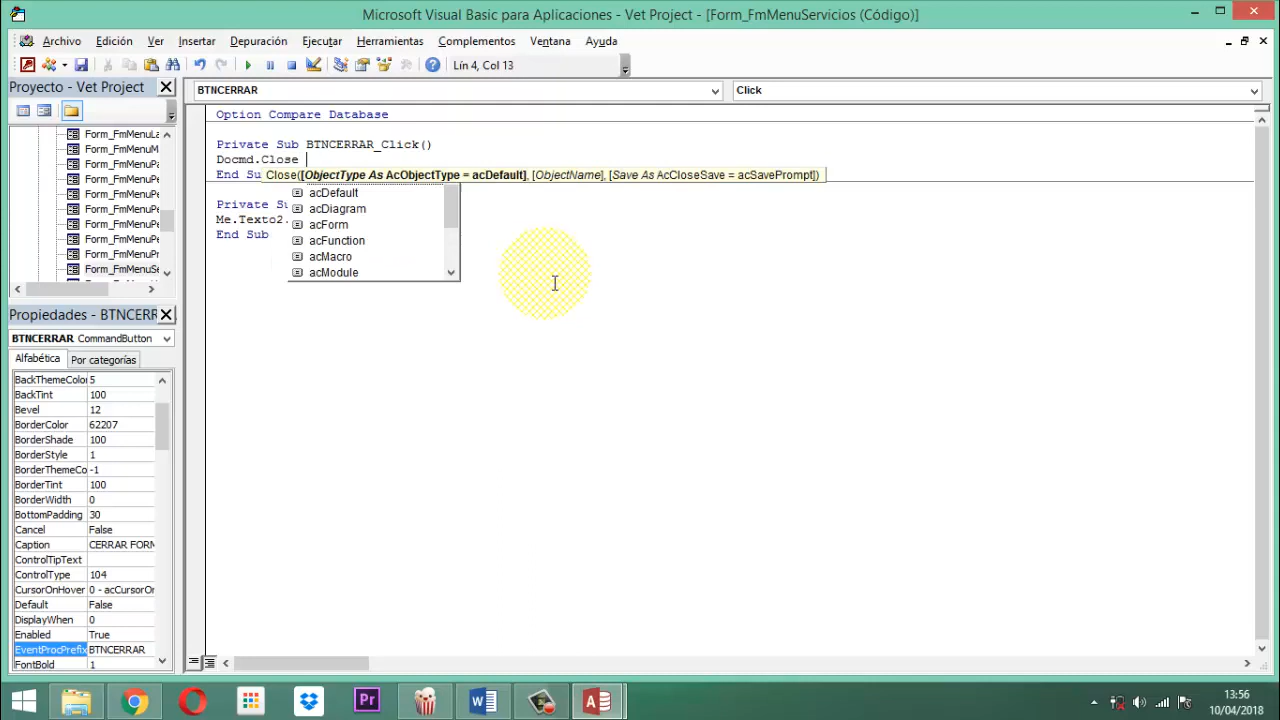 Microsoft Visual Basic para Aplicaciones - Vet Project - [Form_FmMenuServicios (Código)]
Archivo Edición Ver Insertar Depuración Ejecutar Herramientas Complementos Ventana Ayuda
Lín 4, Col 13
Proyecto - Vet Project
Form_FmMenuLa
Form_FmMenuM
Form_FmMenuPa
Form_FmMenuPe
Form_FmMenuPe
Form_FmMenuPe
Form_FmMenuPe
Form_FmMenuPe
Form_FmMenuPr
Form_FmMenuSe
Propiedades - BTNCERR
BTNCERRAR CommandButton
Alfabética Por categorías
BackThemeColor 5
BackTint 100
Bevel 12
BorderColor 62207
BorderShade 100
BorderStyle 1
BorderThemeCo -1
BorderTint 100
BorderWidth 0
BottomPadding 30
Cancel False
Caption CERRAR FORM
ControlTipText
ControlType 104
CursorOnHover 0 - acCursorOn
Default False
DisplayWhen 0
Enabled True
EventProcPrefix BTNCERRAR
FontBold 1
BTNCERRAR Click
Option Compare Database
Private Sub BTNCERRAR_Click()
Docmd.Close
End Su
Close([ObjectType As AcObjectType = acDefault], [ObjectName], [Save As AcCloseSave = acSavePrompt])
acDefault
acDiagram
acForm
acFunction
acMacro
acModule
Private Su
Me.Texto2.
End Sub
Pr
13:56
10/04/2018